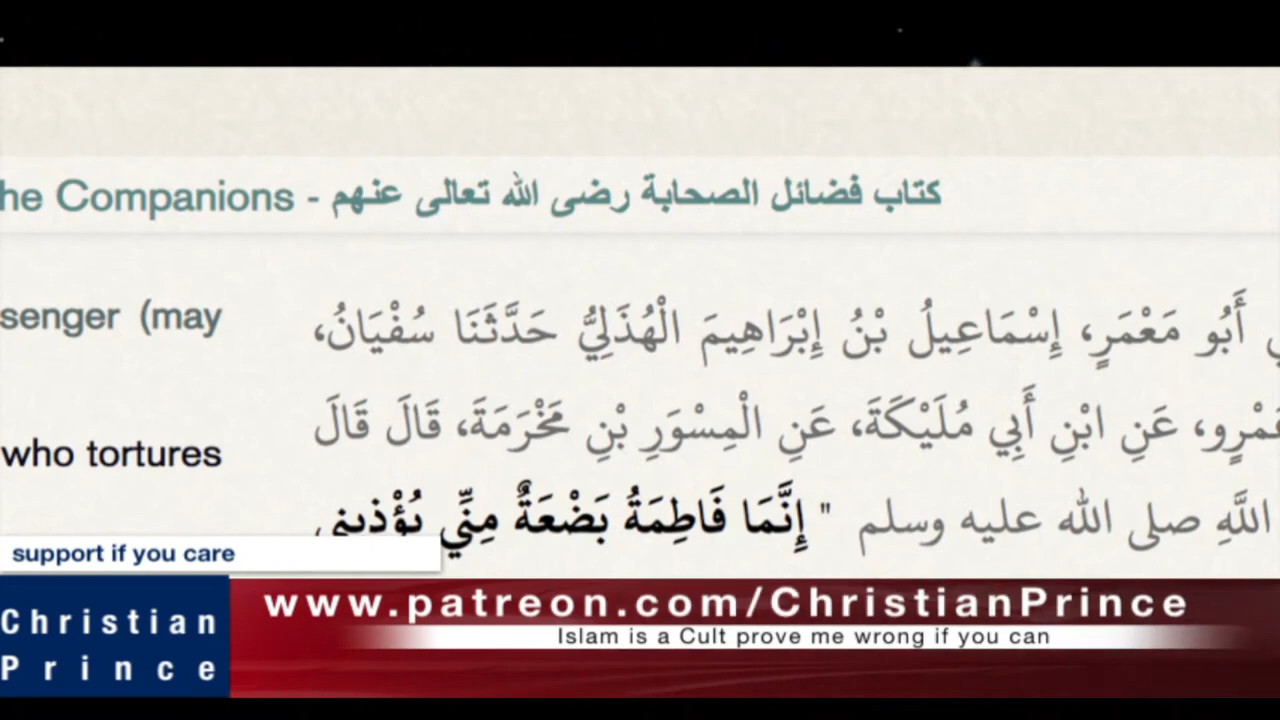 he Companions - كتاب فضائل الصحابة رضى الله تعالى عنهم
senger (may
أَبُو مَعْمَرٍ، إِسْمَاعِيلُ بْنُ إِبْرَاهِيمَ الْهُذَلِيُّ حَدَّثَنَا سُفْيَانُ،
عَمْرٍو، عَنِ ابْنِ أَبِي مُلَيْكَةَ، عَنِ الْمِسْوَرِ بْنِ مَخْرَمَةَ، قَالَ قَالَ
who tortures
اللَّهِ صلى الله عليه وسلم " إِنَّمَا فَاطِمَةُ بَضْعَةٌ مِنِّي يُؤْذِينِي
support if you care
www.patreon.com/ChristianPrince
Islam is a Cult prove me wrong if you can
Christian
Prince